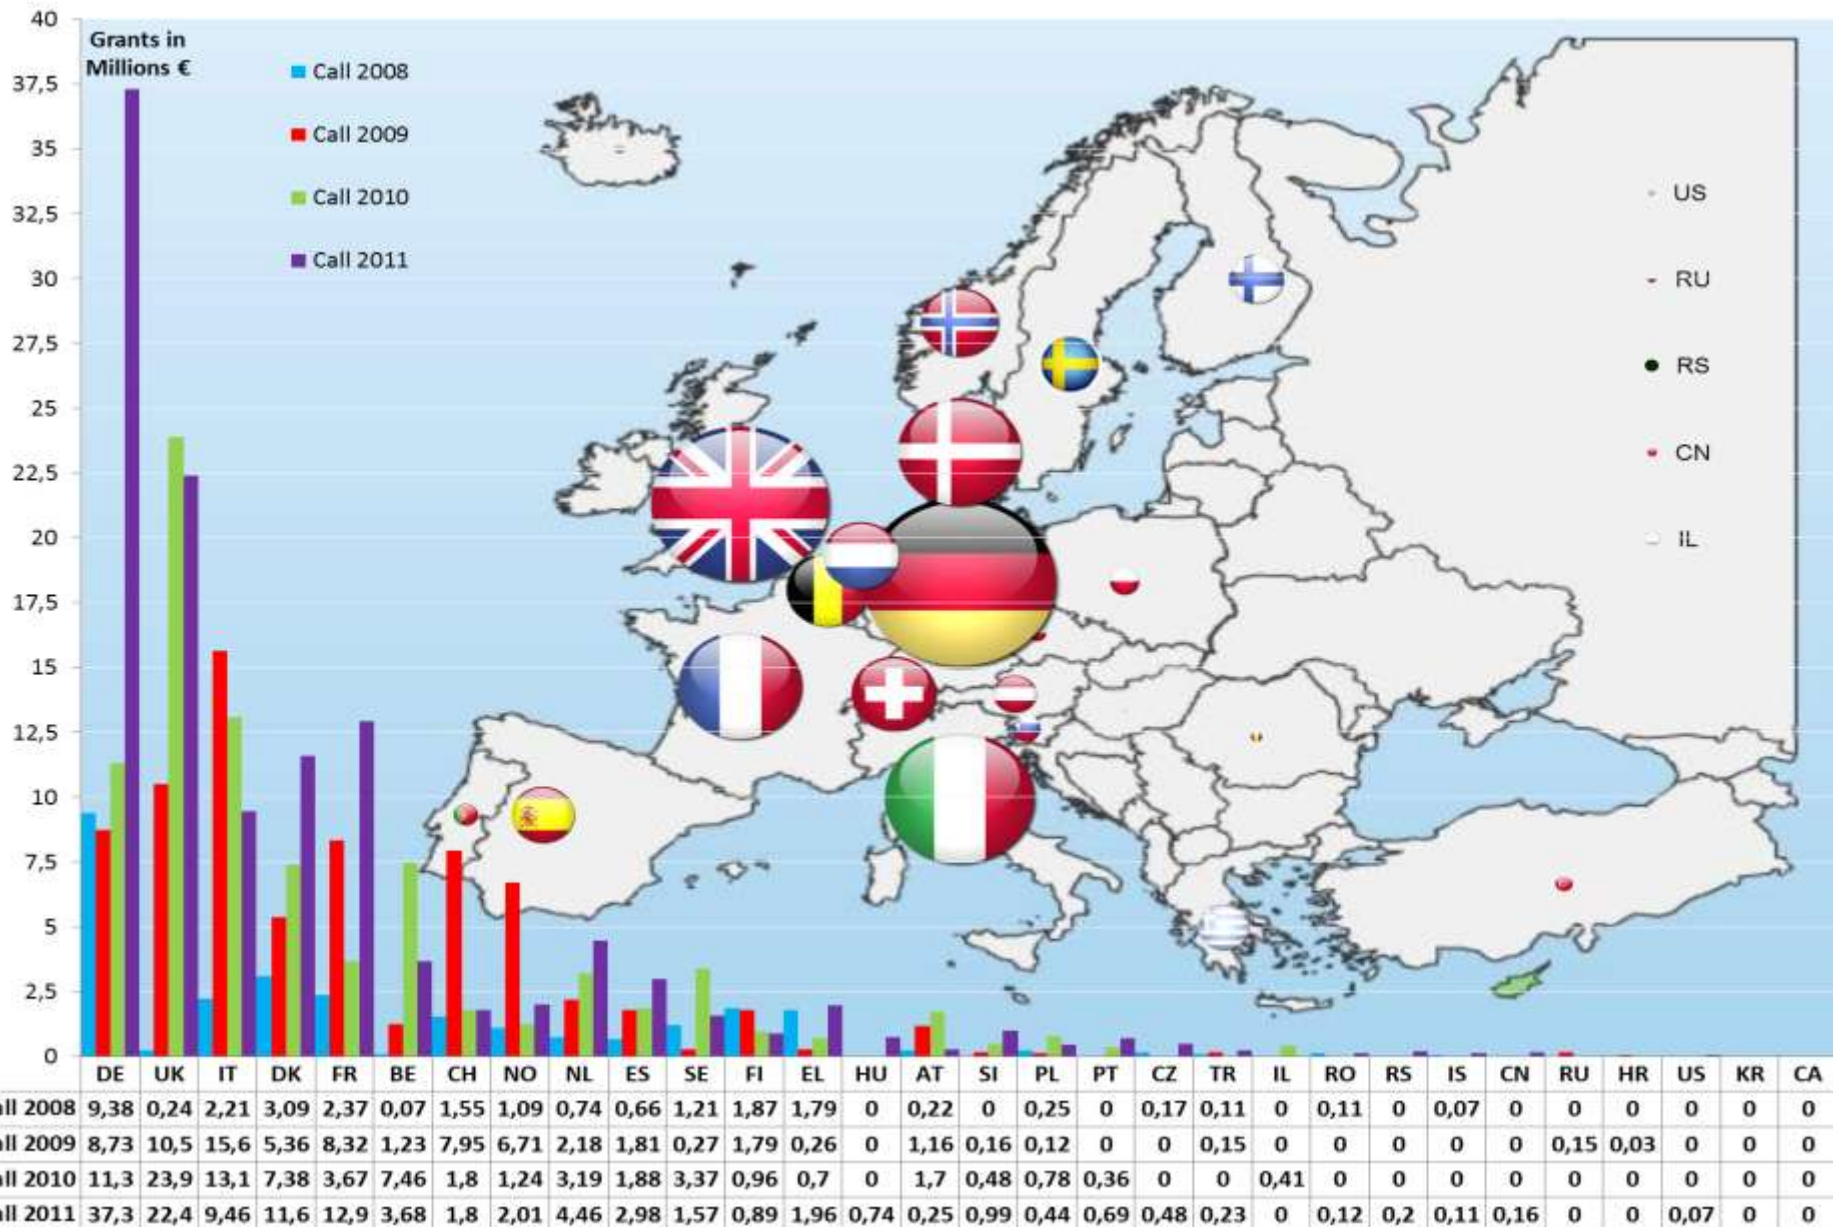 Grants in
Millions €
Call 2008
Call 2009
Call 2010
Call 2011
40
37,5
35
32,5
30
27,5
25
22,5
20
17,5
15
12,5
10
7,5
5
2,5
0
US
RU
RS
CN
IL
DE UK IT DK FR BE CH NO NL ES SE FI EL HU AT SI PL PT CZ TR IL RO RS IS CN RU HR US KR CA
all 2008 9,38 0,24 2,21 3,09 2,37 0,07 1,55 1,09 0,74 0,66 1,21 1,87 1,79 0 0,22 0 0,25 0 0,17 0,11 0 0,11 0 0,07 0 0 0 0 0 0
all 2009 8,73 10,5 15,6 5,36 8,32 1,23 7,95 6,71 2,18 1,81 0,27 1,79 0,26 0 1,16 0,16 0,12 0 0 0,15 0 0 0 0 0 0,15 0,03 0 0 0
all 2010 11,3 23,9 13,1 7,38 3,67 7,46 1,8 1,24 3,19 1,88 3,37 0,96 0,7 0 1,7 0,48 0,78 0,36 0 0 0,41 0 0 0 0 0 0 0 0 0
all 2011 37,3 22,4 9,46 11,6 12,9 3,68 1,8 2,01 4,46 2,98 1,57 0,89 1,96 0,74 0,25 0,99 0,44 0,69 0,48 0,23 0 0,12 0,2 0,11 0,16 0 0 0,07 0 0